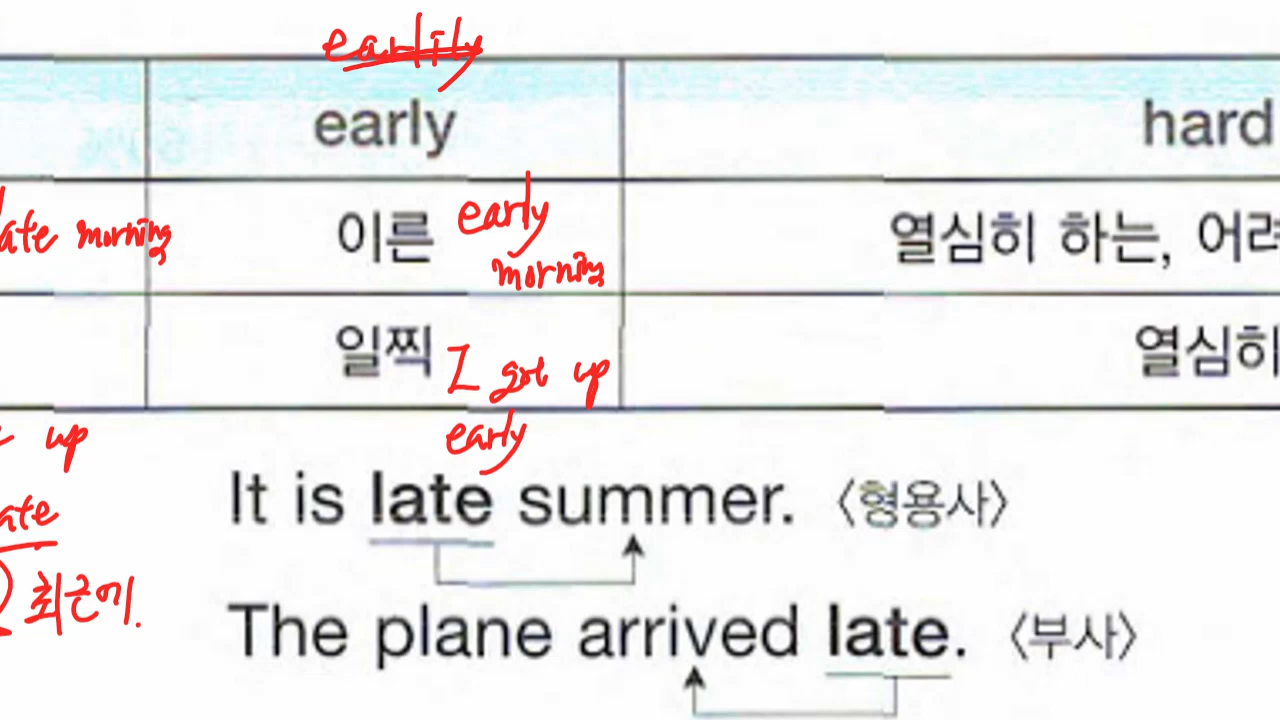 earlily
early hard
late morning 이른 early morning 열심히 하는, 어려
일찍 I got up early 열심히
up
late
최근에.
It is late summer. 〈형용사〉
The plane arrived late. 〈부사〉